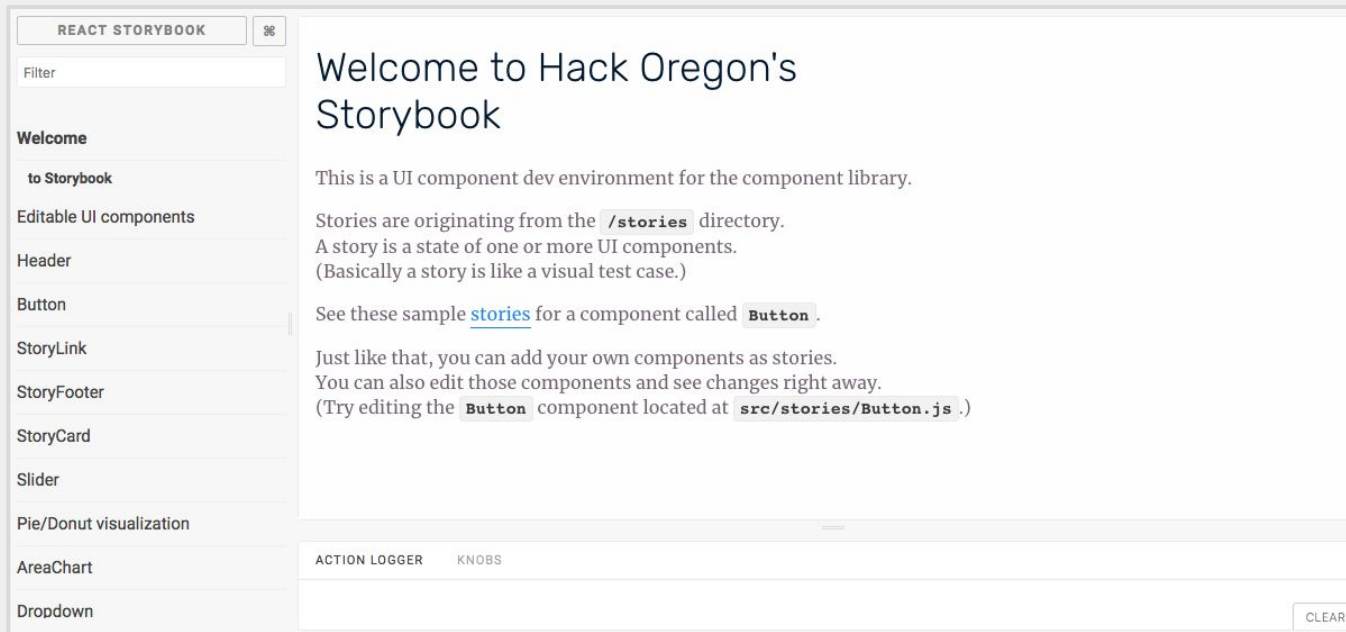 REACT STORYBOOK
⌘
Filter
Welcome
to Storybook
Editable UI components
Header
Button
StoryLink
StoryFooter
StoryCard
Slider
Pie/Donut visualization
AreaChart
Dropdown
Welcome to Hack Oregon's
Storybook
This is a UI component dev environment for the component library.
Stories are originating from the /stories directory.
A story is a state of one or more UI components.
(Basically a story is like a visual test case.)
See these sample stories for a component called Button.
Just like that, you can add your own components as stories.
You can also edit those components and see changes right away.
(Try editing the Button component located at src/stories/Button.js.)
ACTION LOGGER KNOBS
CLEAR